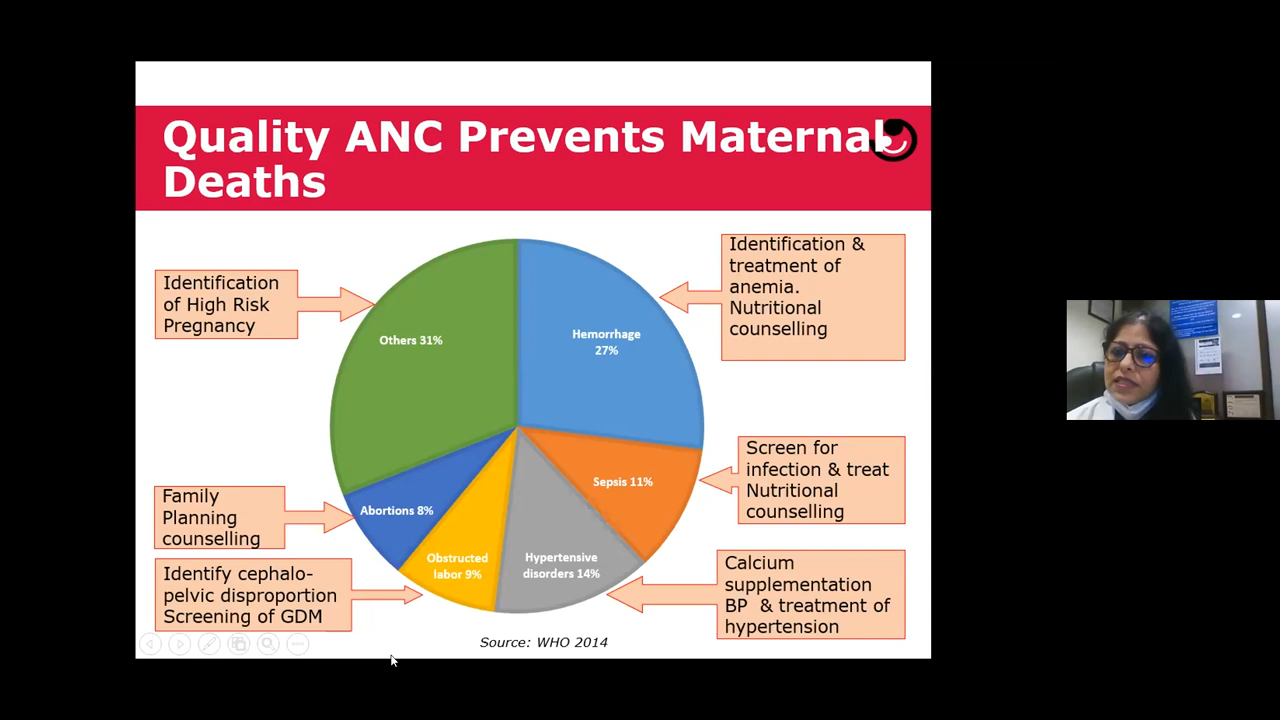 Quality ANC Prevents Maternal
Deaths
Identification
of High Risk
Pregnancy
Others 31%
Hemorrhage
27%
Identification &
treatment of
anemia.
Nutritional
counselling
Sepsis 11%
Screen for
infection & treat
Nutritional
counselling
Family
Planning
counselling
Abortions 8%
Obstructed
labor 9%
Hypertensive
disorders 14%
Identify cephalo-
pelvic disproportion
Screening of GDM
Calcium
supplementation
BP & treatment of
hypertension
Source: WHO 2014